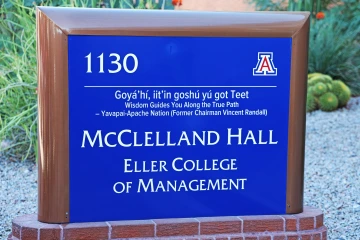 1130
A
Goyá'hí, iit'in goshú yú got Teet
Wisdom Guides You Along the True Path
– Yavapai-Apache Nation (Former Chairman Vincent Randall)
McClelland Hall
Eller College
of Management